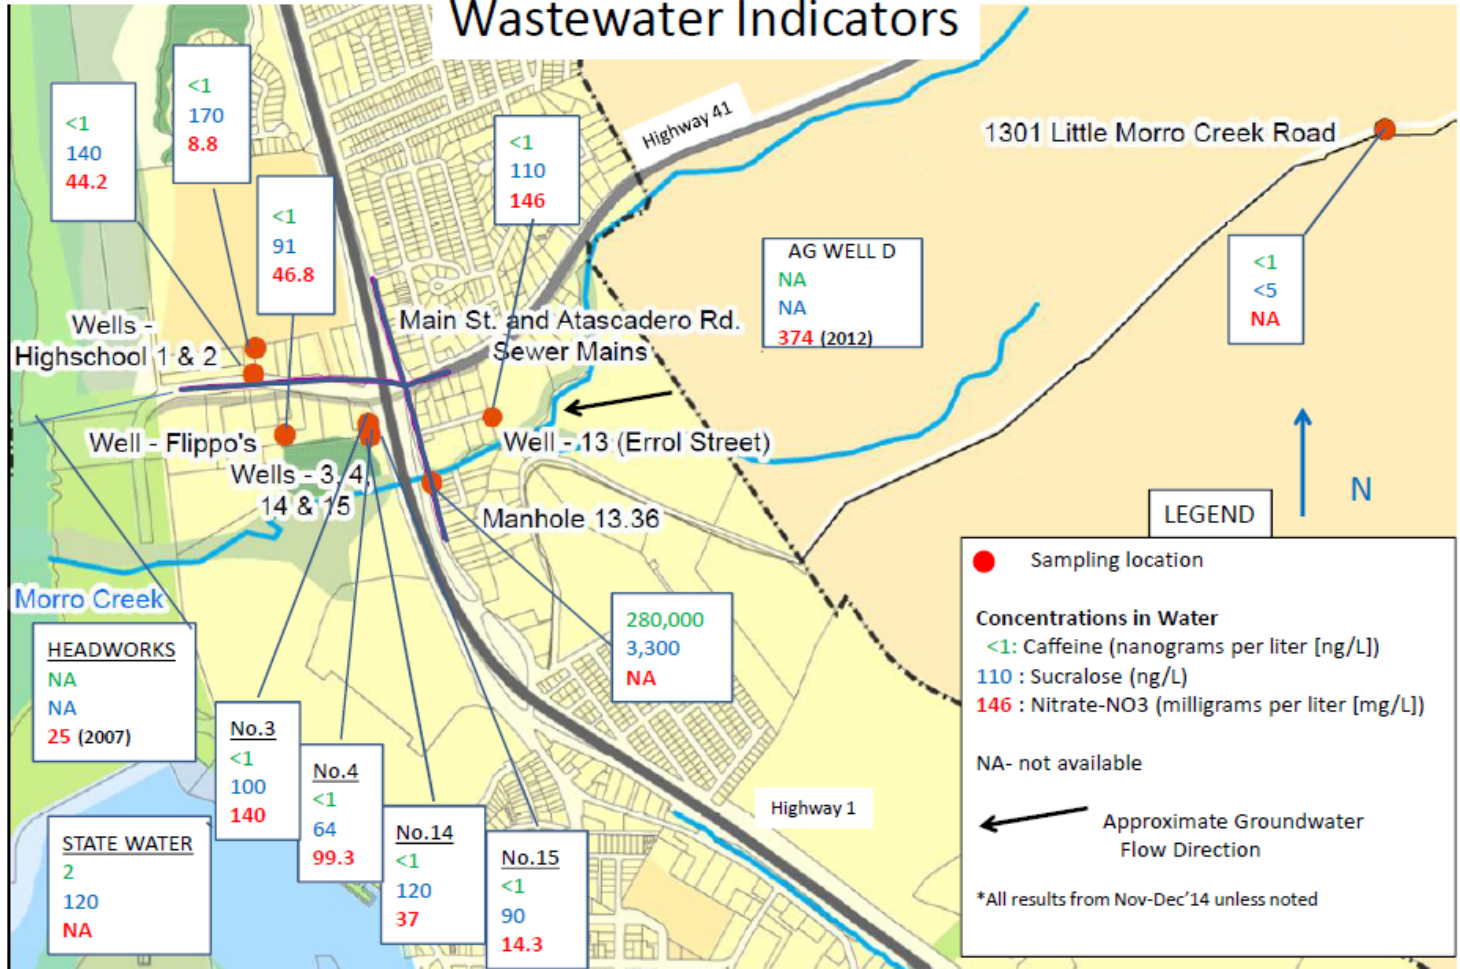 Wastewater Indicators
<1
170
8.8
<1
140
44.2
<1
110
146
Highway 41
1301 Little Morro Creek Road
<1
91
46.8
AG WELL D
NA
NA
374 (2012)
<1
<5
NA
Wells -
Highschool 1 & 2
Main St. and Atascadero Rd.
Sewer Mains
Well - Flippo's
Well - 13 (Errol Street)
Wells - 3, 4,
14 & 15
Manhole 13.36
N
Morro Creek
HEADWORKS
NA
NA
25 (2007)
280,000
3,300
NA
No.3
<1
100
140
No.4
<1
64
99.3
No.14
<1
120
37
No.15
<1
90
14.3
STATE WATER
2
120
NA
Highway 1
LEGEND
Sampling location
Concentrations in Water
<1: Caffeine (nanograms per liter [ng/L])
110 : Sucralose (ng/L)
146 : Nitrate-NO3 (milligrams per liter [mg/L])
NA- not available
Approximate Groundwater
Flow Direction
*All results from Nov-Dec'14 unless noted